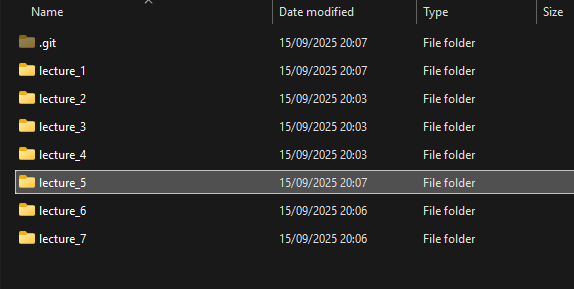 Name Date modified Type Size
.git 15/09/2025 20:07 File folder
lecture_1 15/09/2025 20:07 File folder
lecture_2 15/09/2025 20:03 File folder
lecture_3 15/09/2025 20:03 File folder
lecture_4 15/09/2025 20:03 File folder
lecture_5 15/09/2025 20:07 File folder
lecture_6 15/09/2025 20:06 File folder
lecture_7 15/09/2025 20:06 File folder